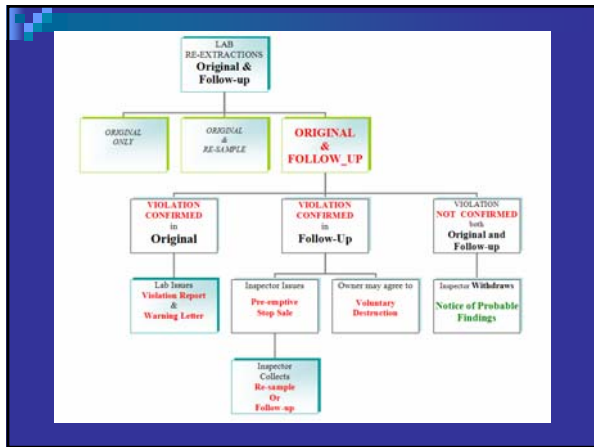 LAB
RE-EXTRACTIONS
Original &
Follow-up
ORIGINAL
ONLY
ORIGINAL
&
RE-SAMPLE
ORIGINAL
&
FOLLOW_UP
VIOLATION
CONFIRMED
in
Original
VIOLATION
CONFIRMED
in
Follow-Up
VIOLATION
NOT CONFIRMED
both
Original and
Follow-up
Lab Issues
Violation Report
&
Warning Letter
Inspector Issues
Pre-emptive
Stop Sale
Owner may agree to
Voluntary
Destruction
Inspector Withdraws
Notice of Probable
Findings
Inspector
Collects
Re-sample
Or
Follow-up